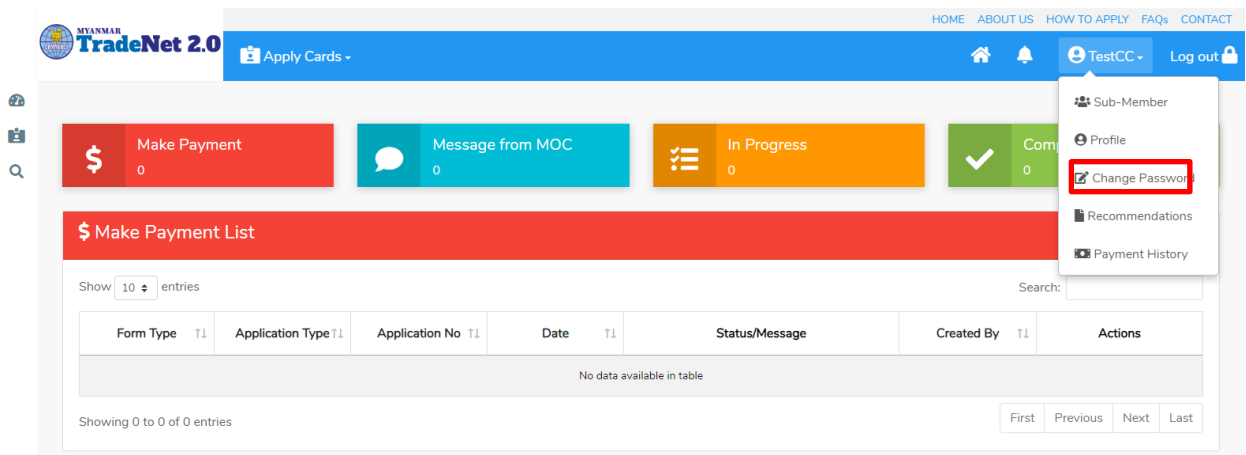 HOME ABOUT US HOW TO APPLY FAQs CONTACT
MYANMAR
TradeNet 2.0
Apply Cards
TestCC
Log out
Sub-Member
Profile
Change Password
Recommendations
Payment History
Make Payment
0
Message from MOC
0
In Progress
0
Com
0
$ Make Payment List
Show 10 entries
Search:
Form Type Application Type Application No Date Status/Message Created By Actions
No data available in table
Showing 0 to 0 of 0 entries
First Previous Next Last